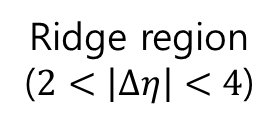 Ridge region
(2 < |Δη| < 4)